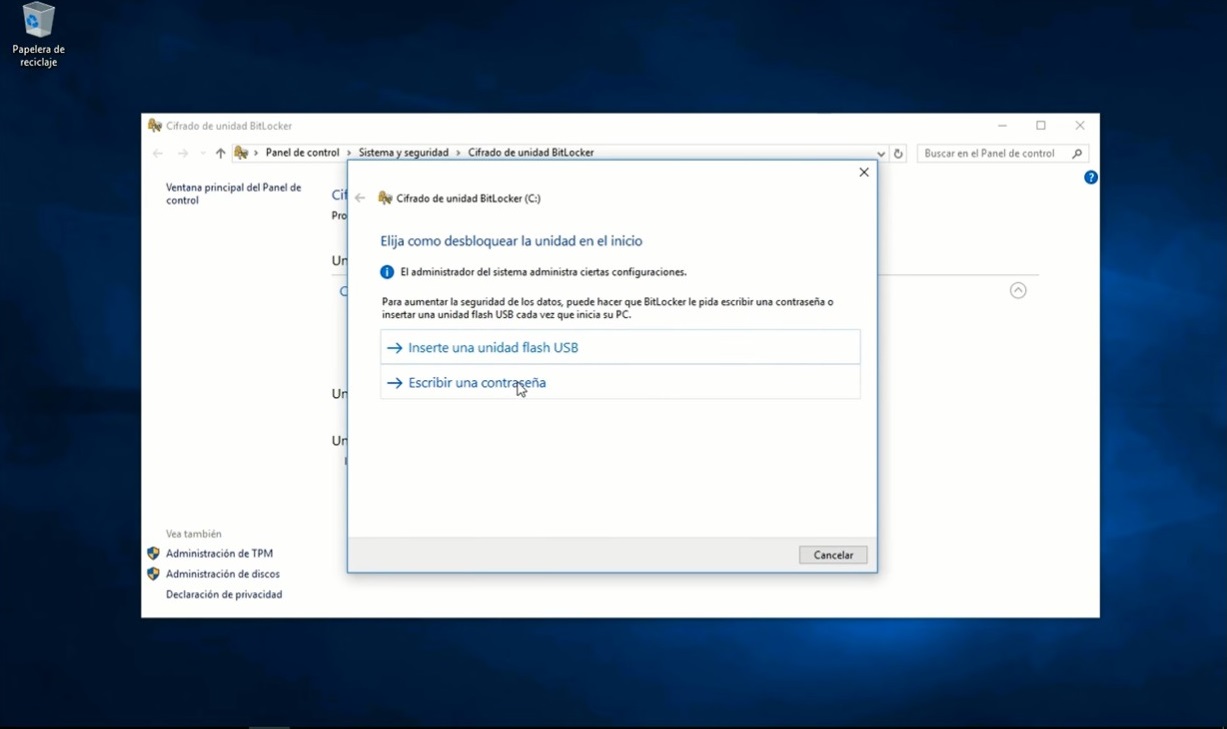 Papelera de
reciclaje
Cifrado de unidad BitLocker
Panel de control › Sistema y seguridad › Cifrado de unidad BitLocker
Buscar en el Panel de control
Ventana principal del Panel de
control
Cif
Pro
Un
C
Un
Un
Cifrado de unidad BitLocker (C:)
Elija como desbloquear la unidad en el inicio
El administrador del sistema administra ciertas configuraciones.
Para aumentar la seguridad de los datos, puede hacer que BitLocker le pida escribir una contraseña o
insertar una unidad flash USB cada vez que inicia su PC.
Inserte una unidad flash USB
Escribir una contraseña
Cancelar
Vea también
Administración de TPM
Administración de discos
Declaración de privacidad